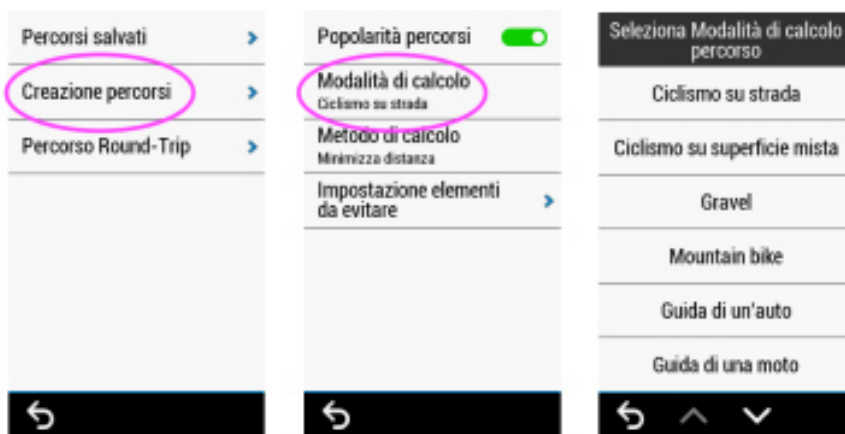 Percorsi salvati
Creazione percorsi
Percorso Round-Trip
Popolarità percorsi
Modalità di calcolo
Ciclismo su strada
Metodo di calcolo
Minimizza distanza
Impostazione elementi
da evitare
Seleziona Modalità di calcolo
percorso
Ciclismo su strada
Ciclismo su superficie mista
Gravel
Mountain bike
Guida di un'auto
Guida di una moto